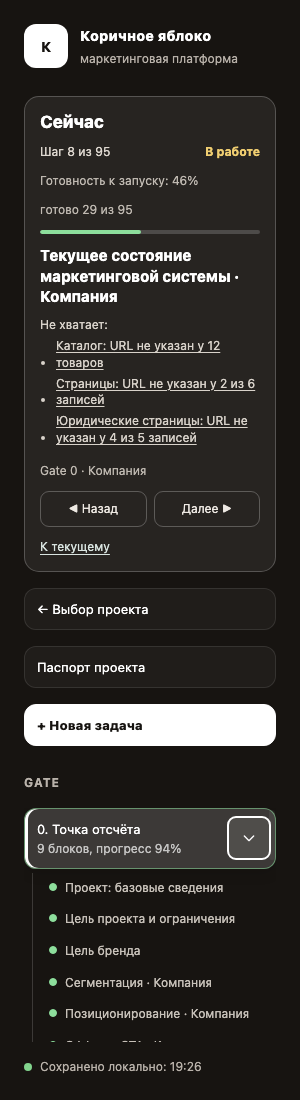 К
Коричное яблоко
маркетинговая платформа
Сейчас
Шаг 8 из 95
В работе
Готовность к запуску: 46%
готово 29 из 95
Текущее состояние
маркетинговой системы ·
Компания
Не хватает:
• Каталог: URL не указан у 12
товаров
• Страницы: URL не указан у 2 из 6
записей
• Юридические страницы: URL не
указан у 4 из 5 записей
Gate 0 · Компания
◀ Назад
Далее ▶
К текущему
← Выбор проекта
Паспорт проекта
+ Новая задача
GATE
0. Точка отсчёта
9 блоков, прогресс 94%
Проект: базовые сведения
Цель проекта и ограничения
Цель бренда
Сегментация · Компания
Позиционирование · Компания
Сохранено локально: 19:26